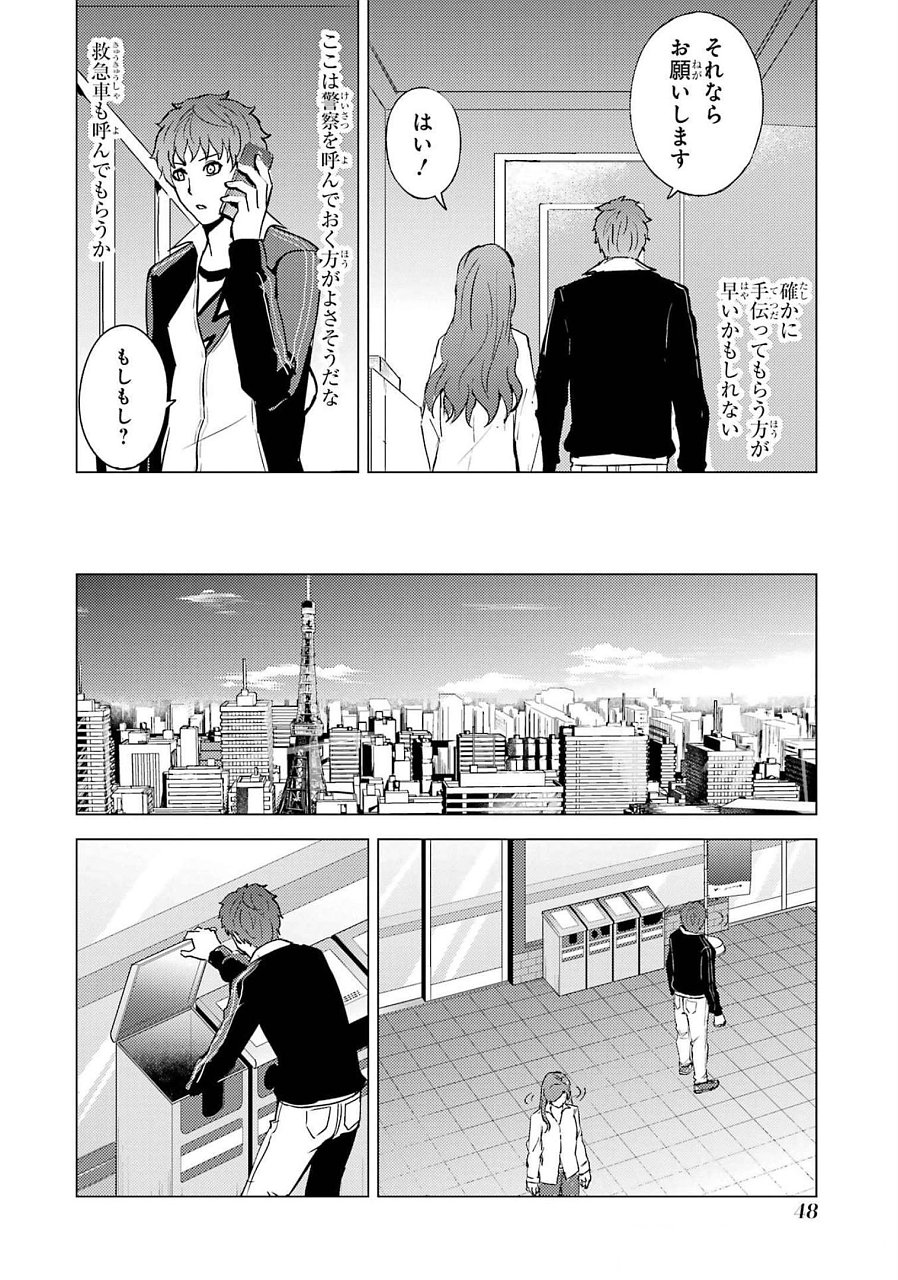 それなら
お願いします
はい！
確かに
手伝ってもらう方が
早いかもしれない
ここは警察を呼んでおく方がよさそうだな
救急車も呼んでもらうか
もしもし？
48